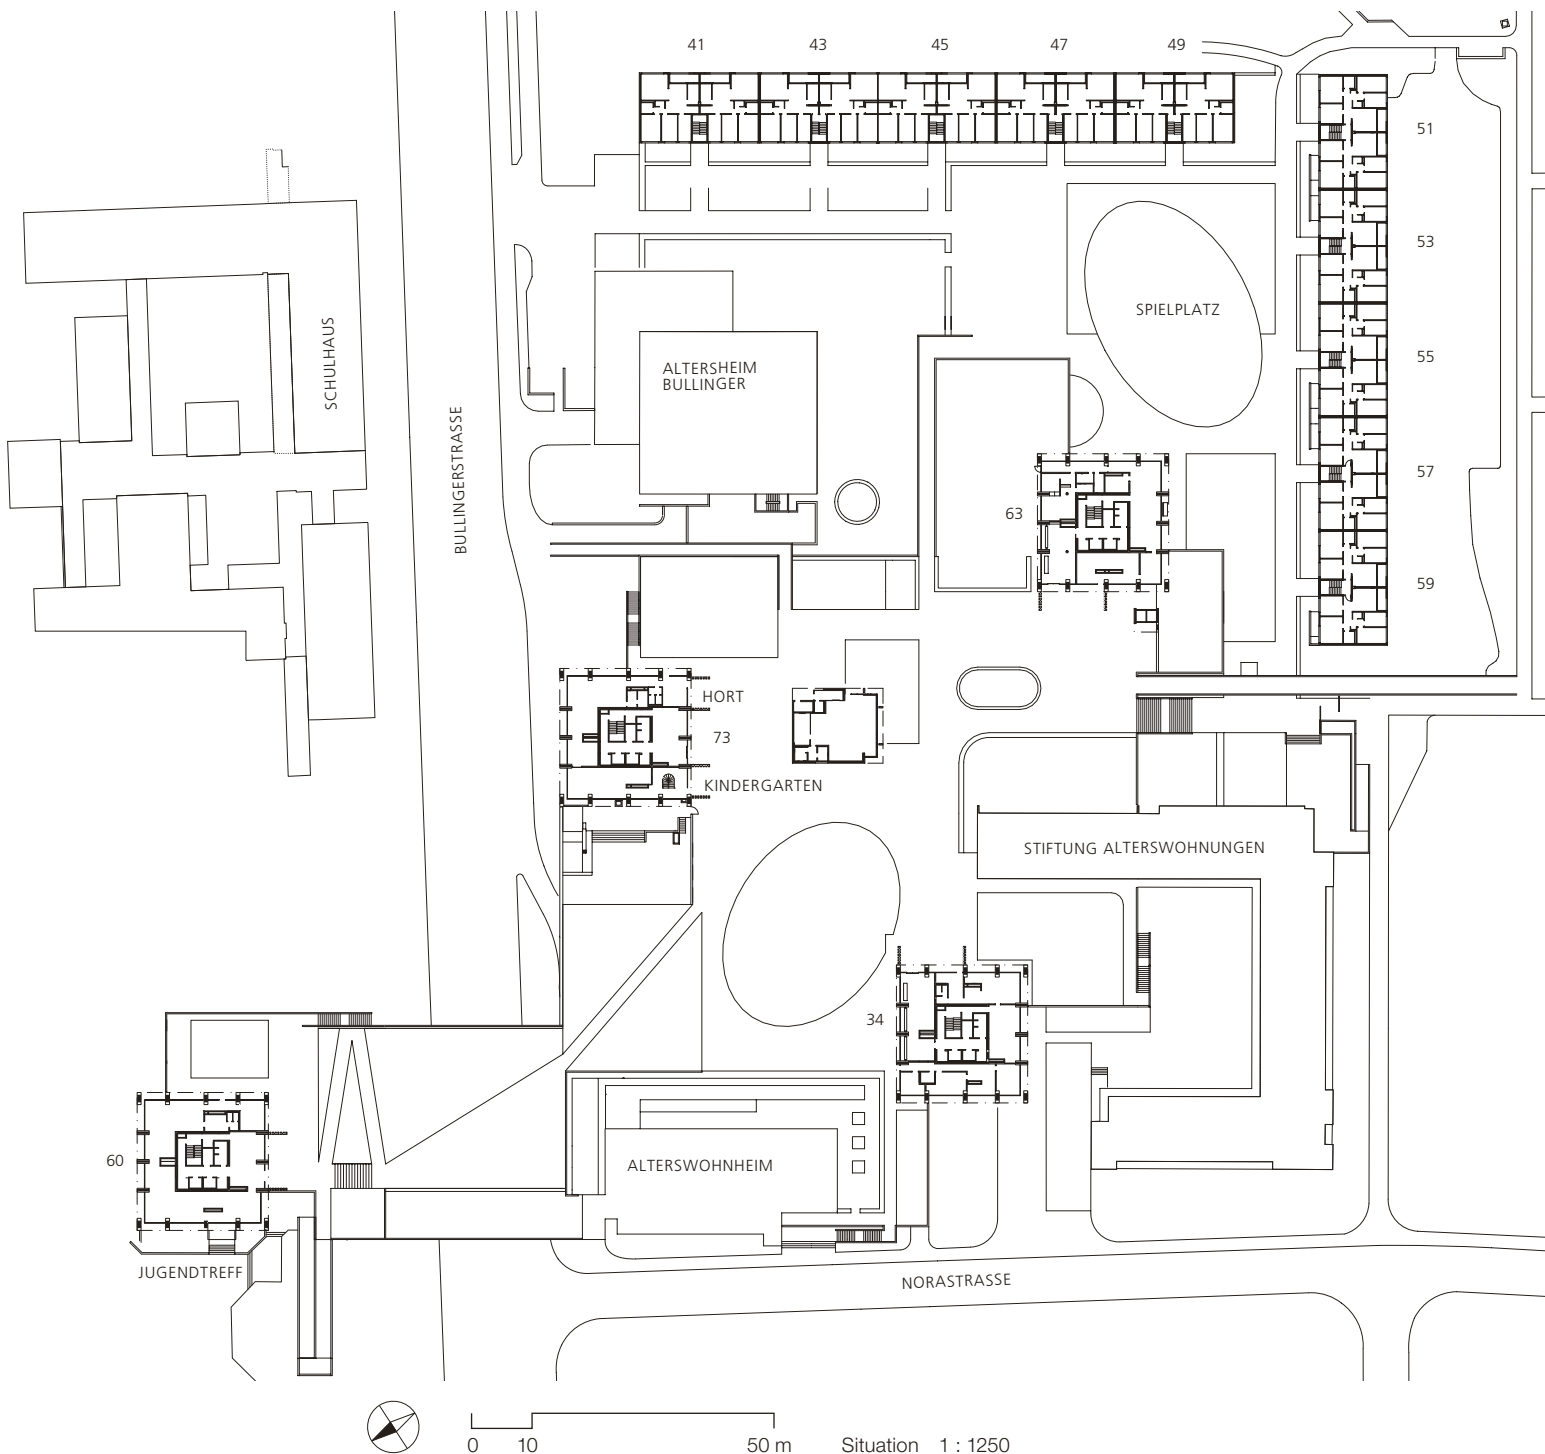 41
43
45
47
49
51
53
SPIELPLATZ
SCHULHAUS
55
ALTERSHEIM
BULLINGER
BULLINGERSTRASSE
57
63
59
HORT
73
KINDERGARTEN
STIFTUNG ALTERSWOHNUNGEN
34
60
ALTERSWOHNHEIM
JUGENDTREFF
NORASTRASSE
0 10 50 m Situation 1 : 1250